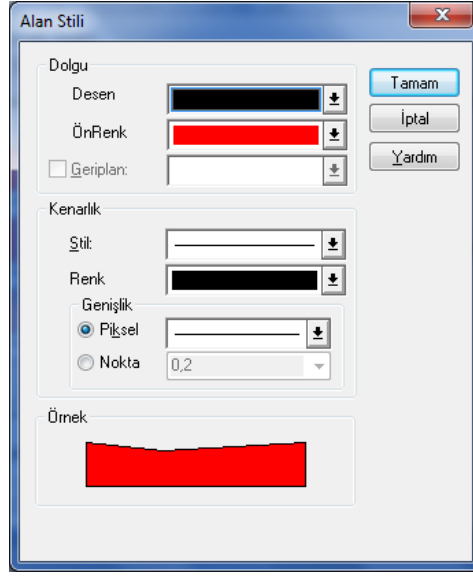 Alan Stili
Dolgu
Desen
ÖnRenk
Geriplan:
Tamam
İptal
Yardım
Kenarlık
Stil:
Renk
Genişlik
Piksel
Nokta
0,2
Örnek